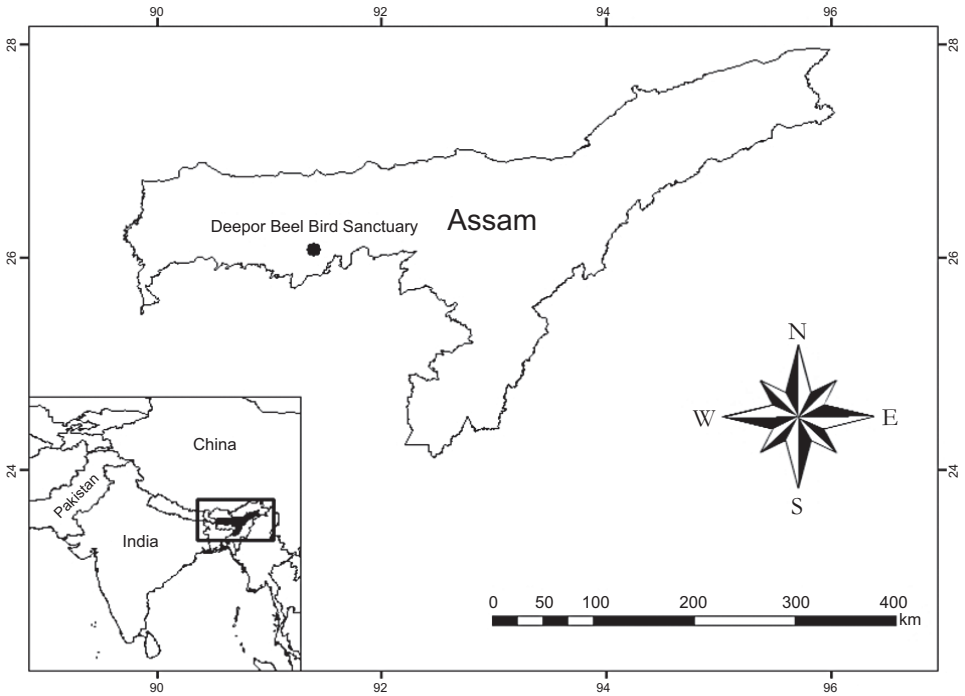 90 92 94 96
28 28
Deepor Beel Bird Sanctuary
Assam
26 26
N
W E
S
24 24
China
Pakistan
India
0 50 100 200 300 400
km
90 92 94 96